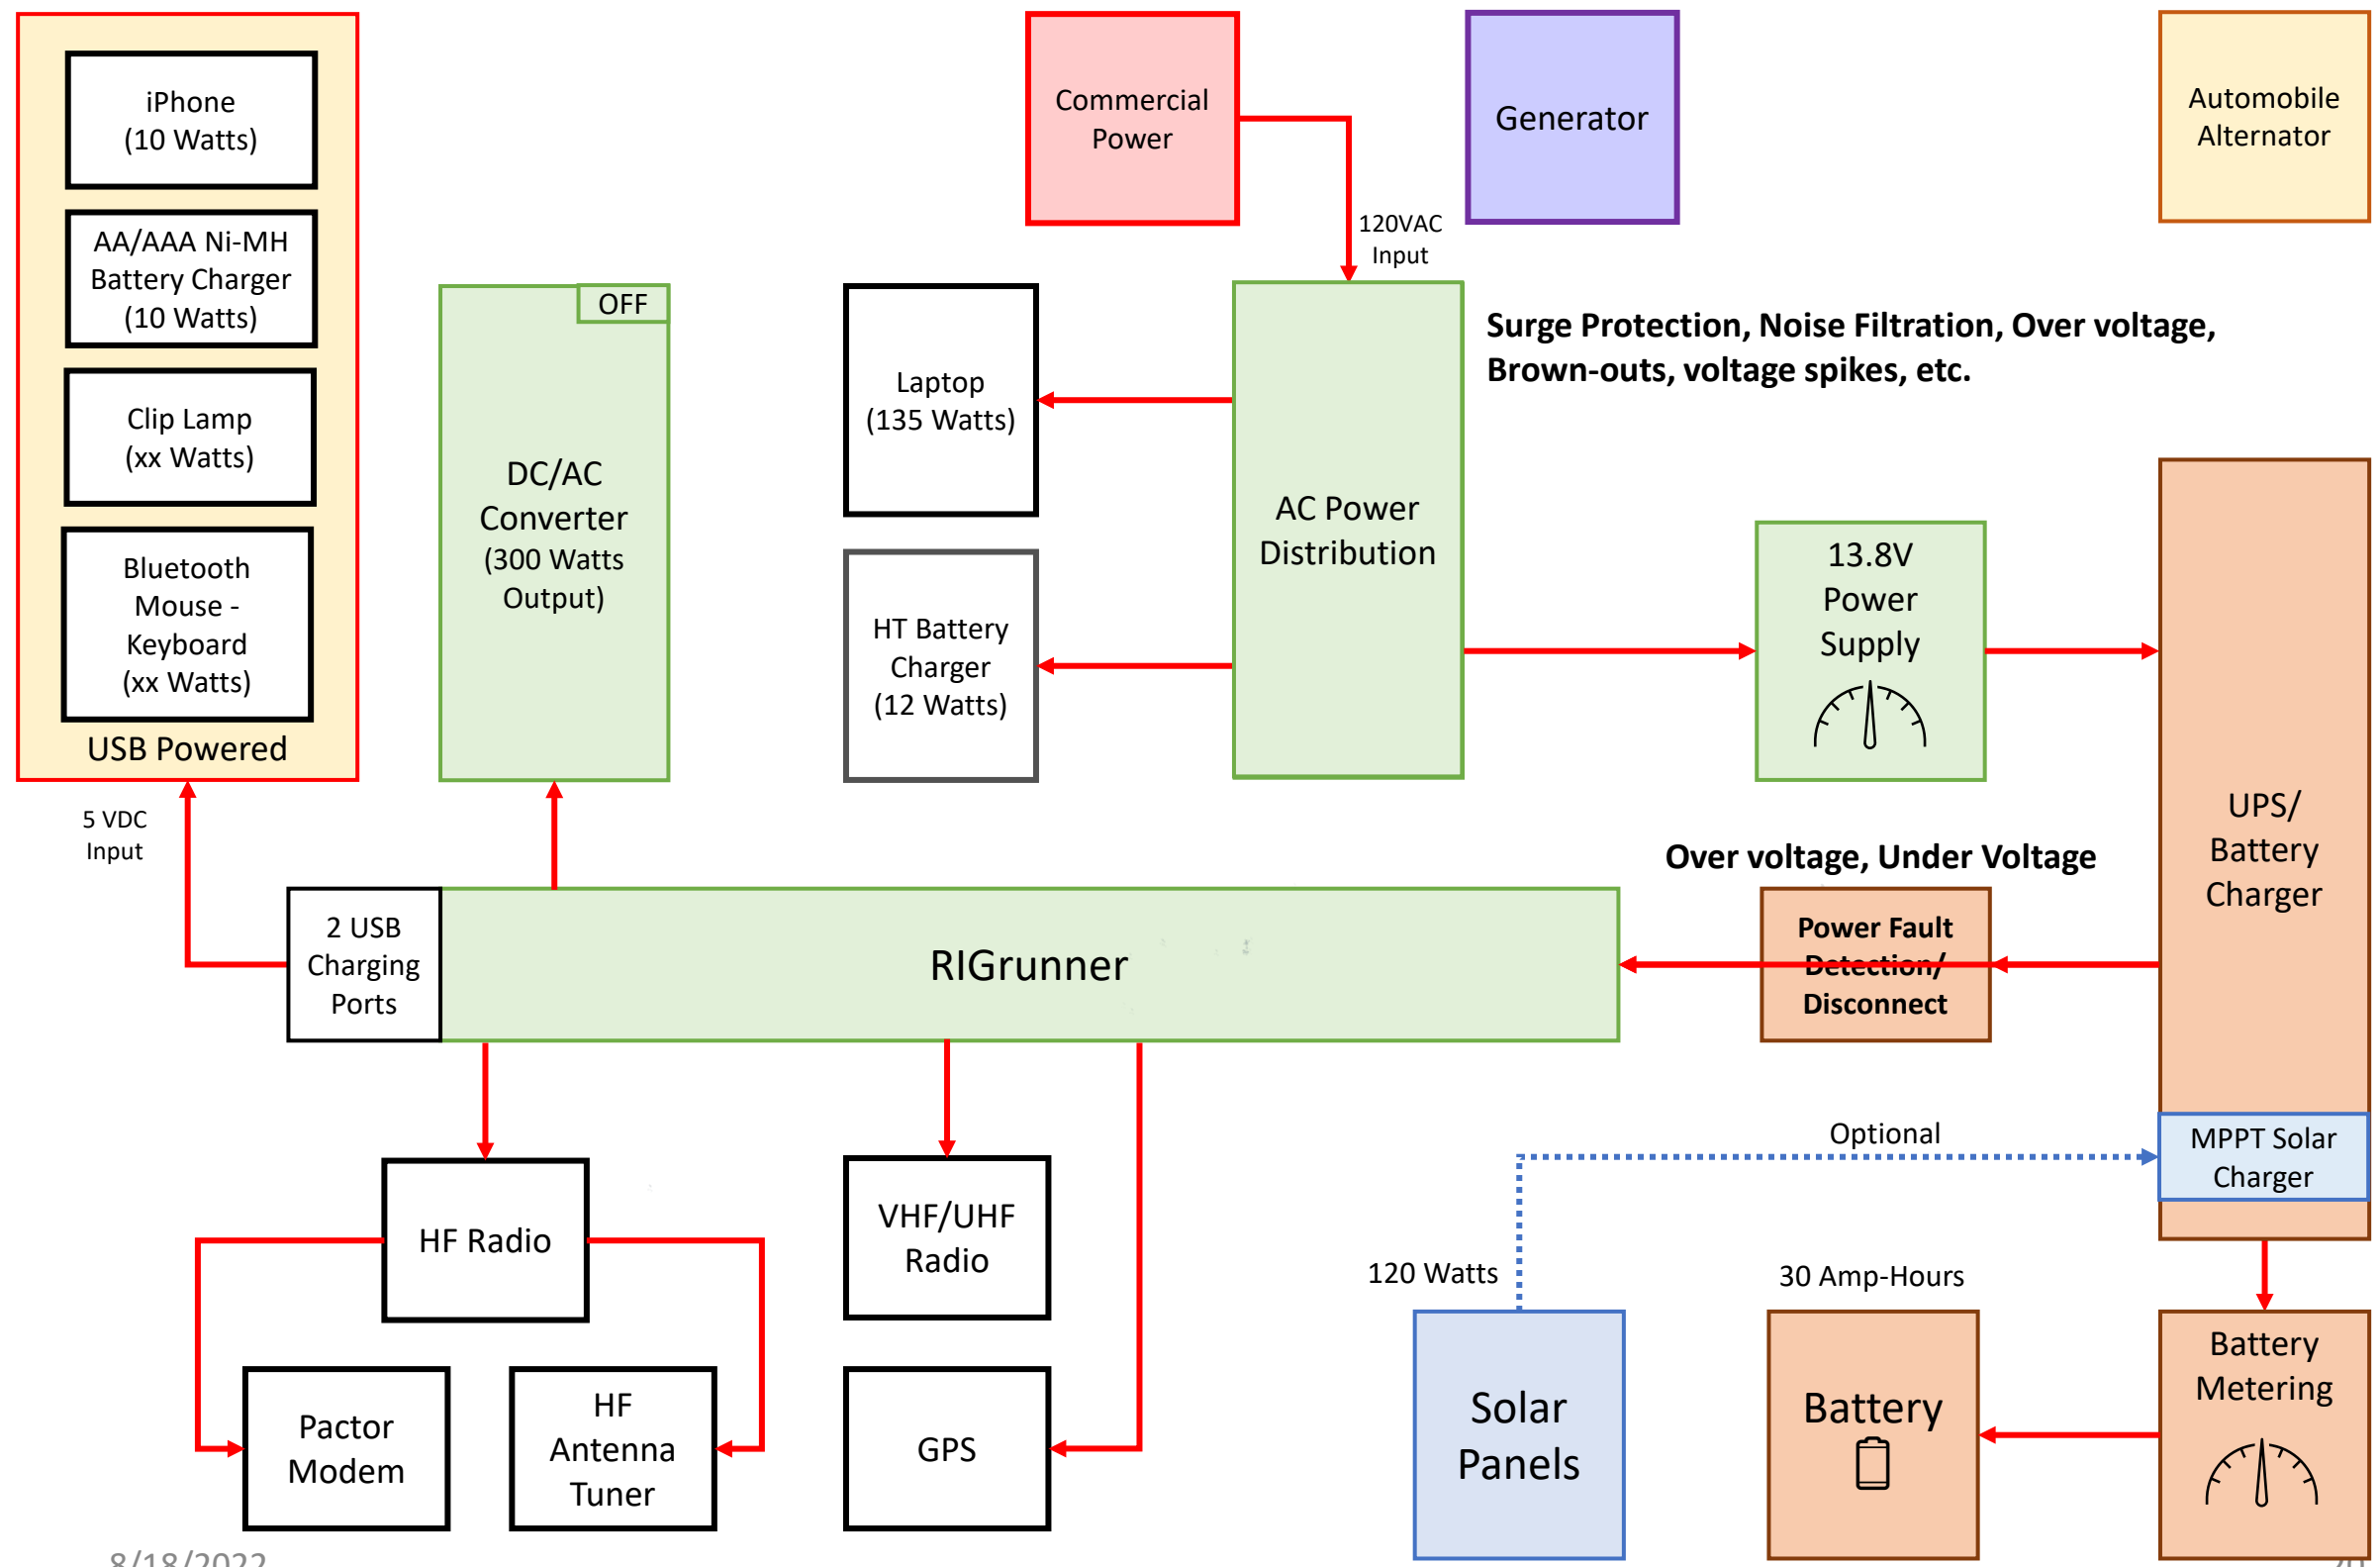 iPhone
(10 Watts)
AA/AAA Ni-MH
Battery Charger
(10 Watts)
Clip Lamp
(xx Watts)
Bluetooth
Mouse -
Keyboard
(xx Watts)
USB Powered
5 VDC
Input
OFF
DC/AC
Converter
(300 Watts
Output)
Commercial
Power
Generator
Automobile
Alternator
120VAC
Input
Laptop
(135 Watts)
HT Battery
Charger
(12 Watts)
AC Power
Distribution
Surge Protection, Noise Filtration, Over voltage,
Brown-outs, voltage spikes, etc.
13.8V
Power
Supply
UPS/
Battery
Charger
Over voltage, Under Voltage
2 USB
Charging
Ports
RIGrunner
Power Fault
Detection/
Disconnect
Optional
MPPT Solar
Charger
HF Radio
VHF/UHF
Radio
120 Watts
30 Amp-Hours
Pactor
Modem
HF
Antenna
Tuner
GPS
Solar
Panels
Battery
Battery
Metering
8/18/2022